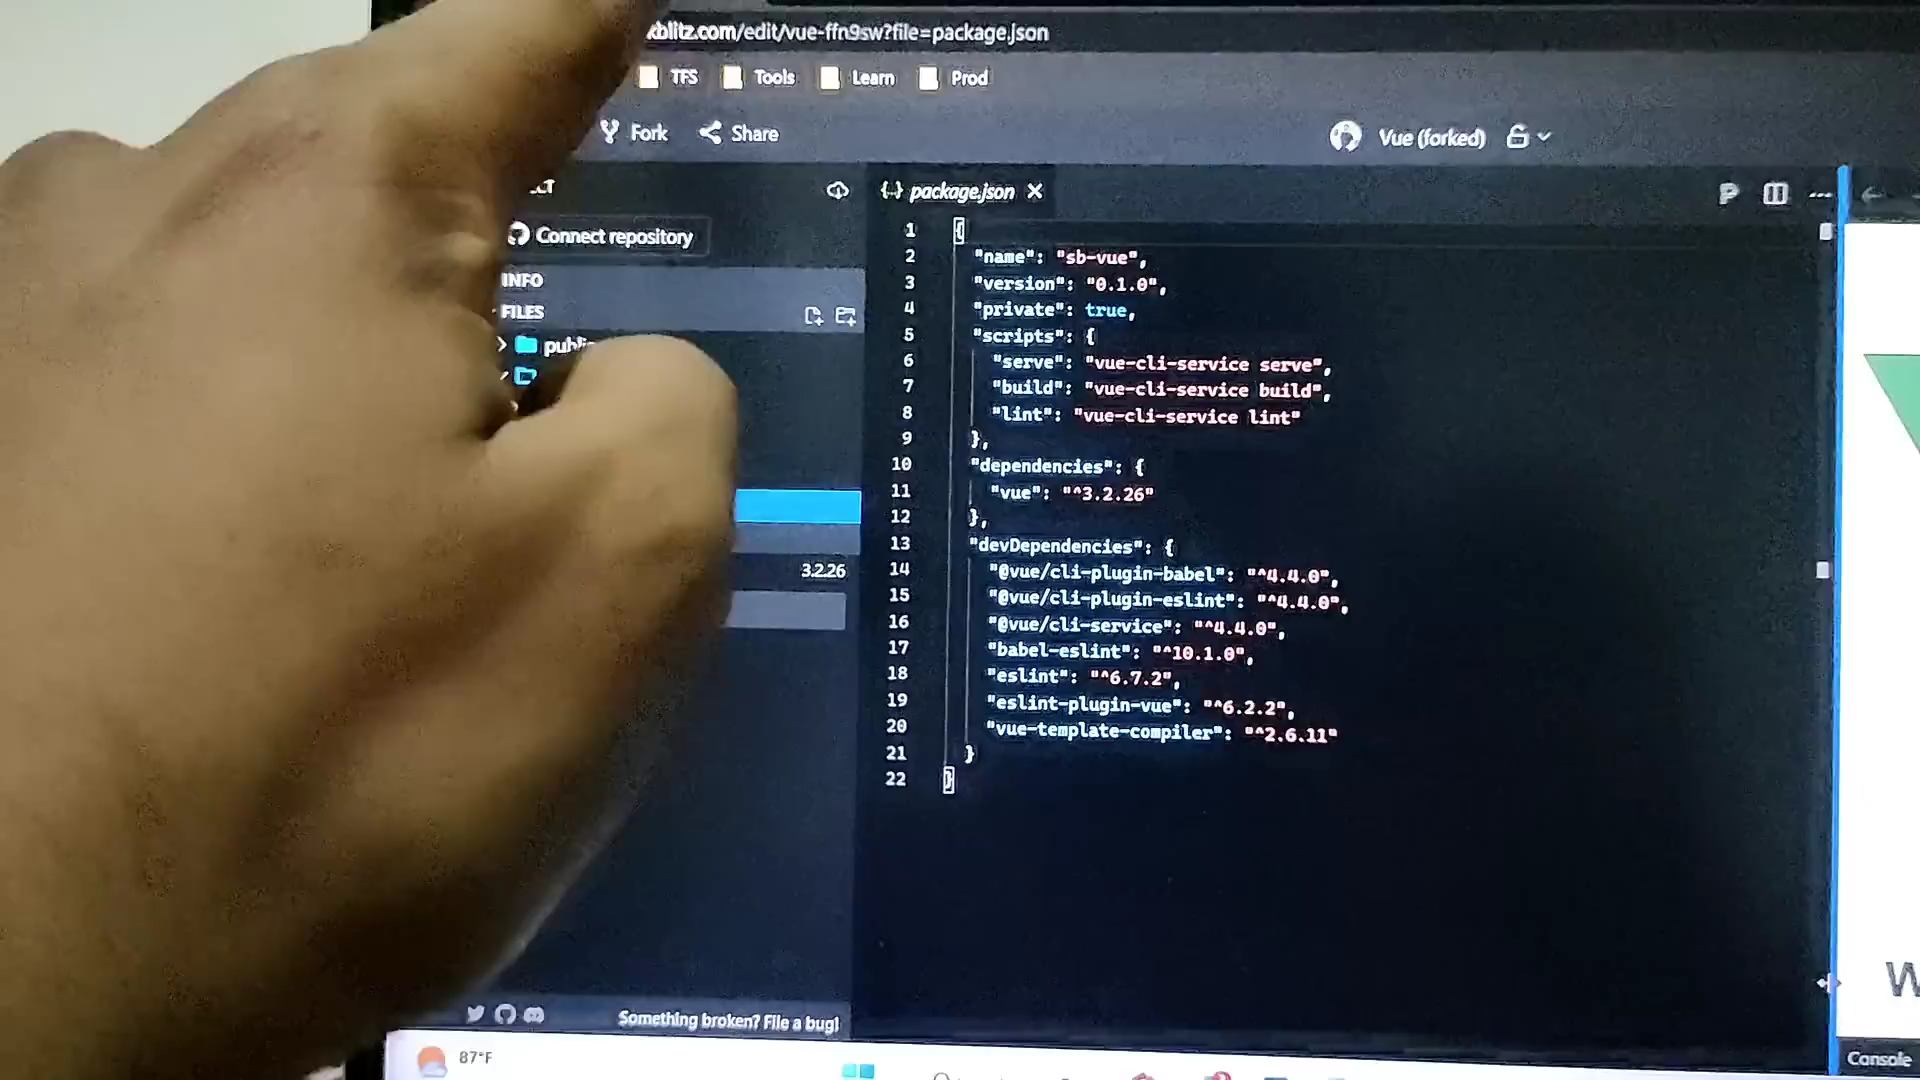 blitz.com/edit/vue-ffn9sw?file=package.json
TFS Tools Learn Prod
Fork Share Vue (forked)
{..} package.json
Connect repository
INFO
FILES
1 {
2 "name": "sb-vue",
3 "version": "0.1.0",
4 "private": true,
5 "scripts": {
6 "serve": "vue-cli-service serve",
7 "build": "vue-cli-service build",
8 "lint": "vue-cli-service lint"
9 },
10 "dependencies": {
11 "vue": "^3.2.26"
12 },
13 "devDependencies": {
3.2.26
14 "@vue/cli-plugin-babel": "^4.4.0",
15 "@vue/cli-plugin-eslint": "^4.4.0",
16 "@vue/cli-service": "^4.4.0",
17 "babel-eslint": "^10.1.0",
18 "eslint": "^6.7.2",
19 "eslint-plugin-vue": "^6.2.2",
20 "vue-template-compiler": "^2.6.11"
21 }
22 }
W
Something broken? File a bug!
Console
87°F